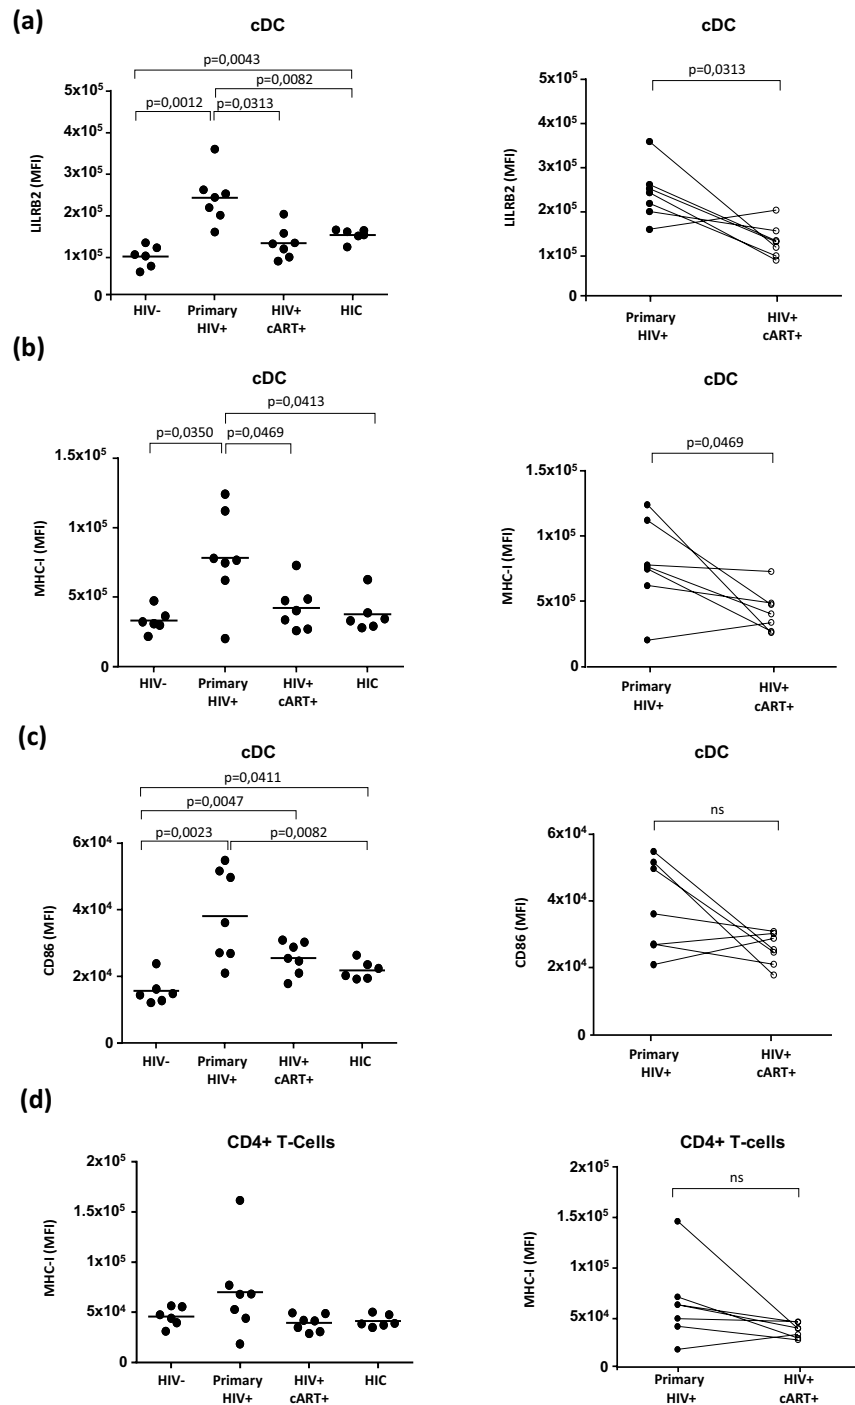 (a)
cDC
p=0,0043
p=0,0082
p=0,0012
p=0,0313
LILRB2 (MFI)
5x10⁵
4x10⁵
3x10⁵
2x10⁵
1x10⁵
0
HIV-
Primary
HIV+
HIV+
cART+
HIC
cDC
p=0,0313
LILRB2 (MFI)
5x10⁵
4x10⁵
3x10⁵
2x10⁵
1x10⁵
0
Primary
HIV+
HIV+
cART+
(b)
cDC
p=0,0413
p=0,0350
p=0,0469
MHC-I (MFI)
1.5x10⁵
1x10⁵
5x10⁵
0
HIV-
Primary
HIV+
HIV+
cART+
HIC
cDC
p=0,0469
MHC-I (MFI)
1.5x10⁵
1x10⁵
5x10⁵
0
Primary
HIV+
HIV+
cART+
(c)
cDC
p=0,0411
p=0,0047
p=0,0023
p=0,0082
CD86 (MFI)
6x10⁴
4x10⁴
2x10⁴
0
HIV-
Primary
HIV+
HIV+
cART+
HIC
cDC
ns
CD86 (MFI)
6x10⁴
4x10⁴
2x10⁴
0
Primary
HIV+
HIV+
cART+
(d)
CD4+ T-Cells
MHC-I (MFI)
2x10⁵
1.5x10⁵
1x10⁵
5x10⁴
0
HIV-
Primary
HIV+
HIV+
cART+
HIC
CD4+ T-cells
ns
MHC-I (MFI)
2x10⁵
1.5x10⁵
1x10⁵
5x10⁴
0
Primary
HIV+
HIV+
cART+